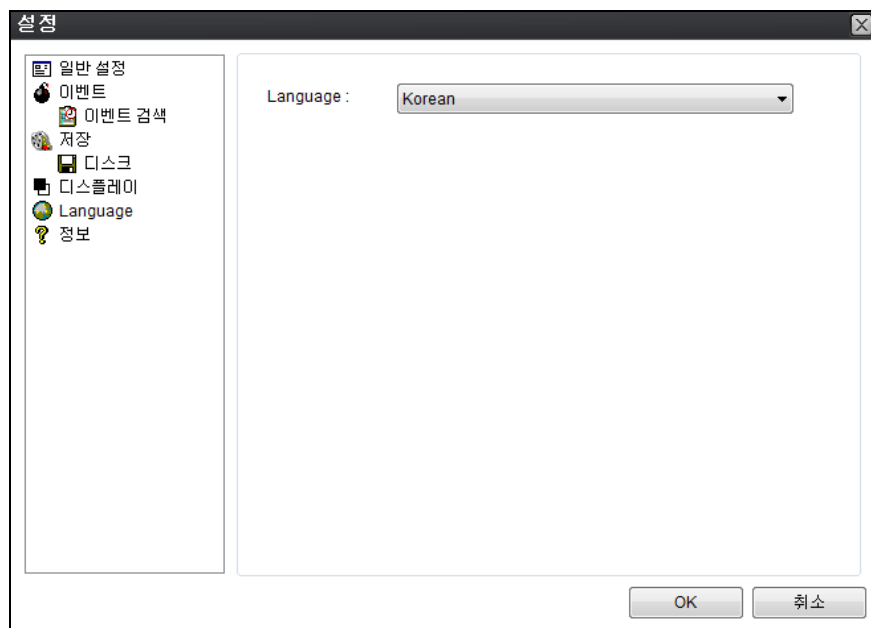 설정
일반 설정
이벤트
이벤트 검색
저장
디스크
디스플레이
Language
정보
Language :
Korean
OK
취소